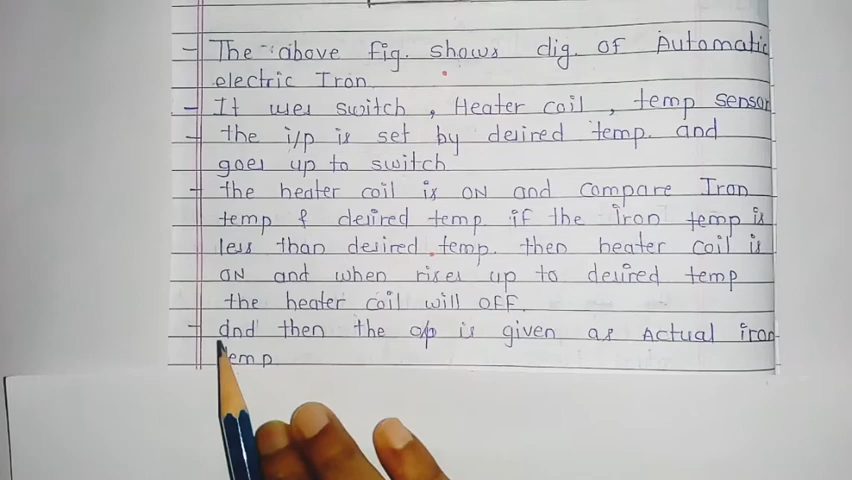 - The above fig. shows dig. of Automatic
electric Iron
- It uses switch, Heater coil, temp sensor
- the i/p is set by desired temp. and
goes up to switch
- the heater coil is ON and compare Iron
temp & desired temp if the iron temp is
less than desired temp. then heater coil is
ON and when rises up to desired temp
the heater coil will OFF.
- And then the o/p is given as Actual iron
temp